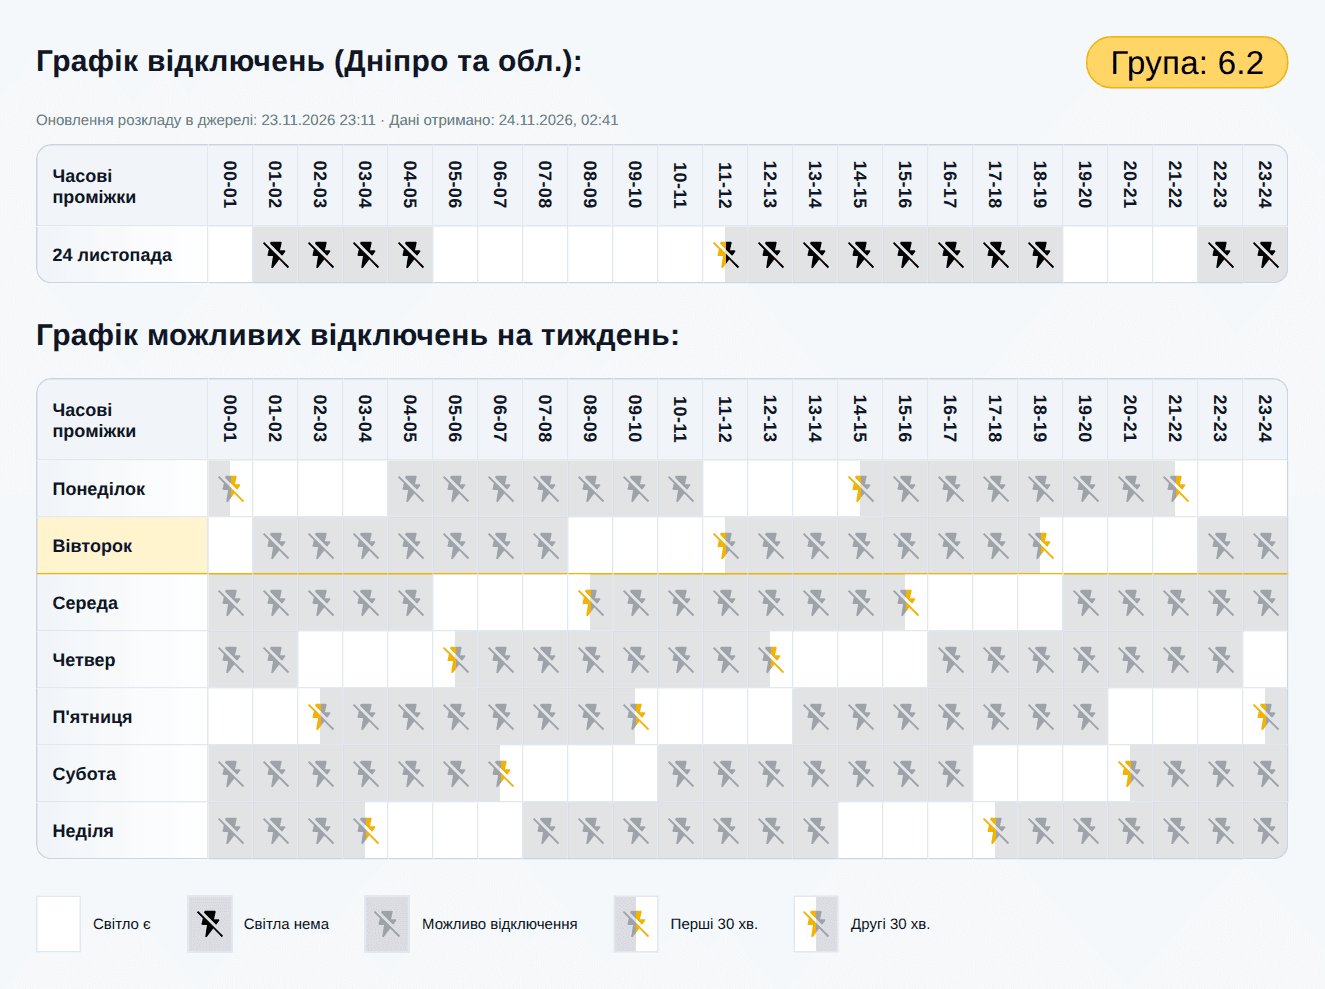 Графік відключень (Дніпро та обл.):
Група: 6.2
Оновлення розкладу в джерелі: 23.11.2026 23:11 · Дані отримано: 24.11.2026, 02:41
Часові проміжки 00-01 01-02 02-03 03-04 04-05 05-06 06-07 07-08 08-09 09-10 10-11 11-12 12-13 13-14 14-15 15-16 16-17 17-18 18-19 19-20 20-21 21-22 22-23 23-24
24 листопада
Графік можливих відключень на тиждень:
Часові проміжки 00-01 01-02 02-03 03-04 04-05 05-06 06-07 07-08 08-09 09-10 10-11 11-12 12-13 13-14 14-15 15-16 16-17 17-18 18-19 19-20 20-21 21-22 22-23 23-24
Понеділок
Вівторок
Середа
Четвер
П'ятниця
Субота
Неділя
Світло є Світла нема Можливо відключення Перші 30 хв. Другі 30 хв.